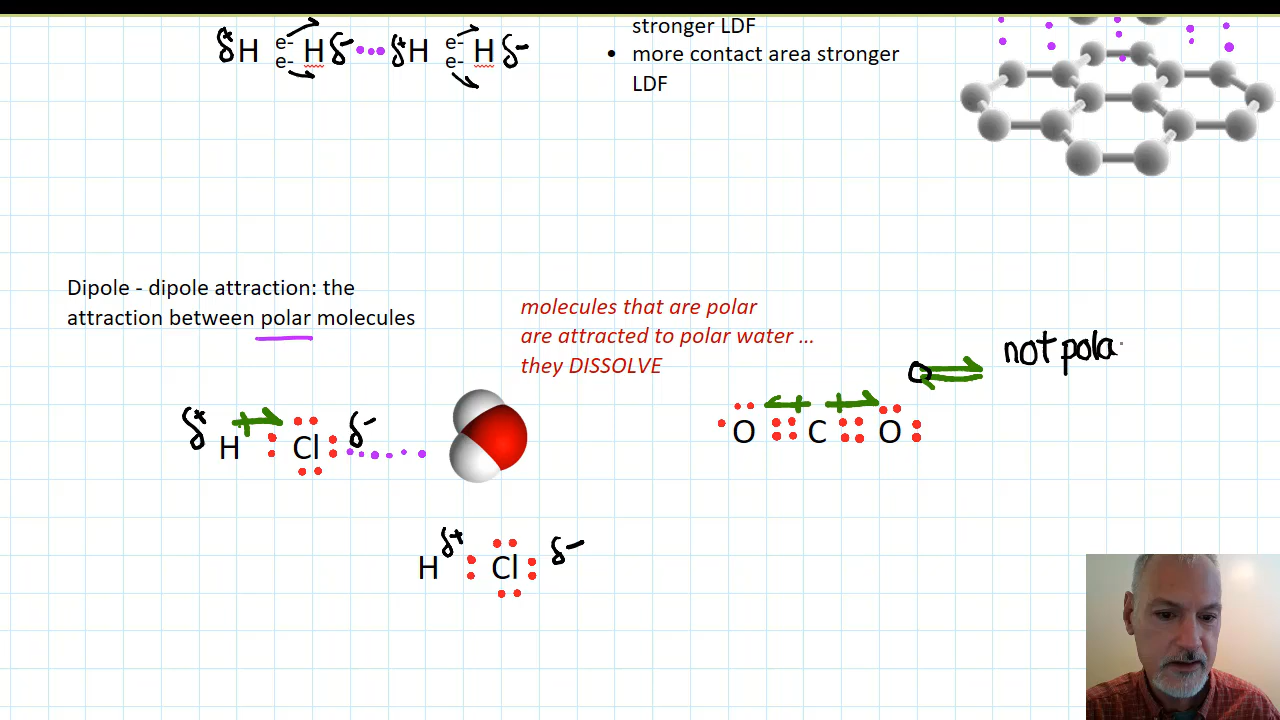 δ+ H e- H δ- δ+ H e- H δ-
e- e-
stronger LDF
• more contact area stronger
LDF
Dipole - dipole attraction: the
attraction between polar molecules
molecules that are polar
are attracted to polar water ...
they DISSOLVE
not pola
δ+ H Cl δ-
O C O
H δ+ Cl δ-